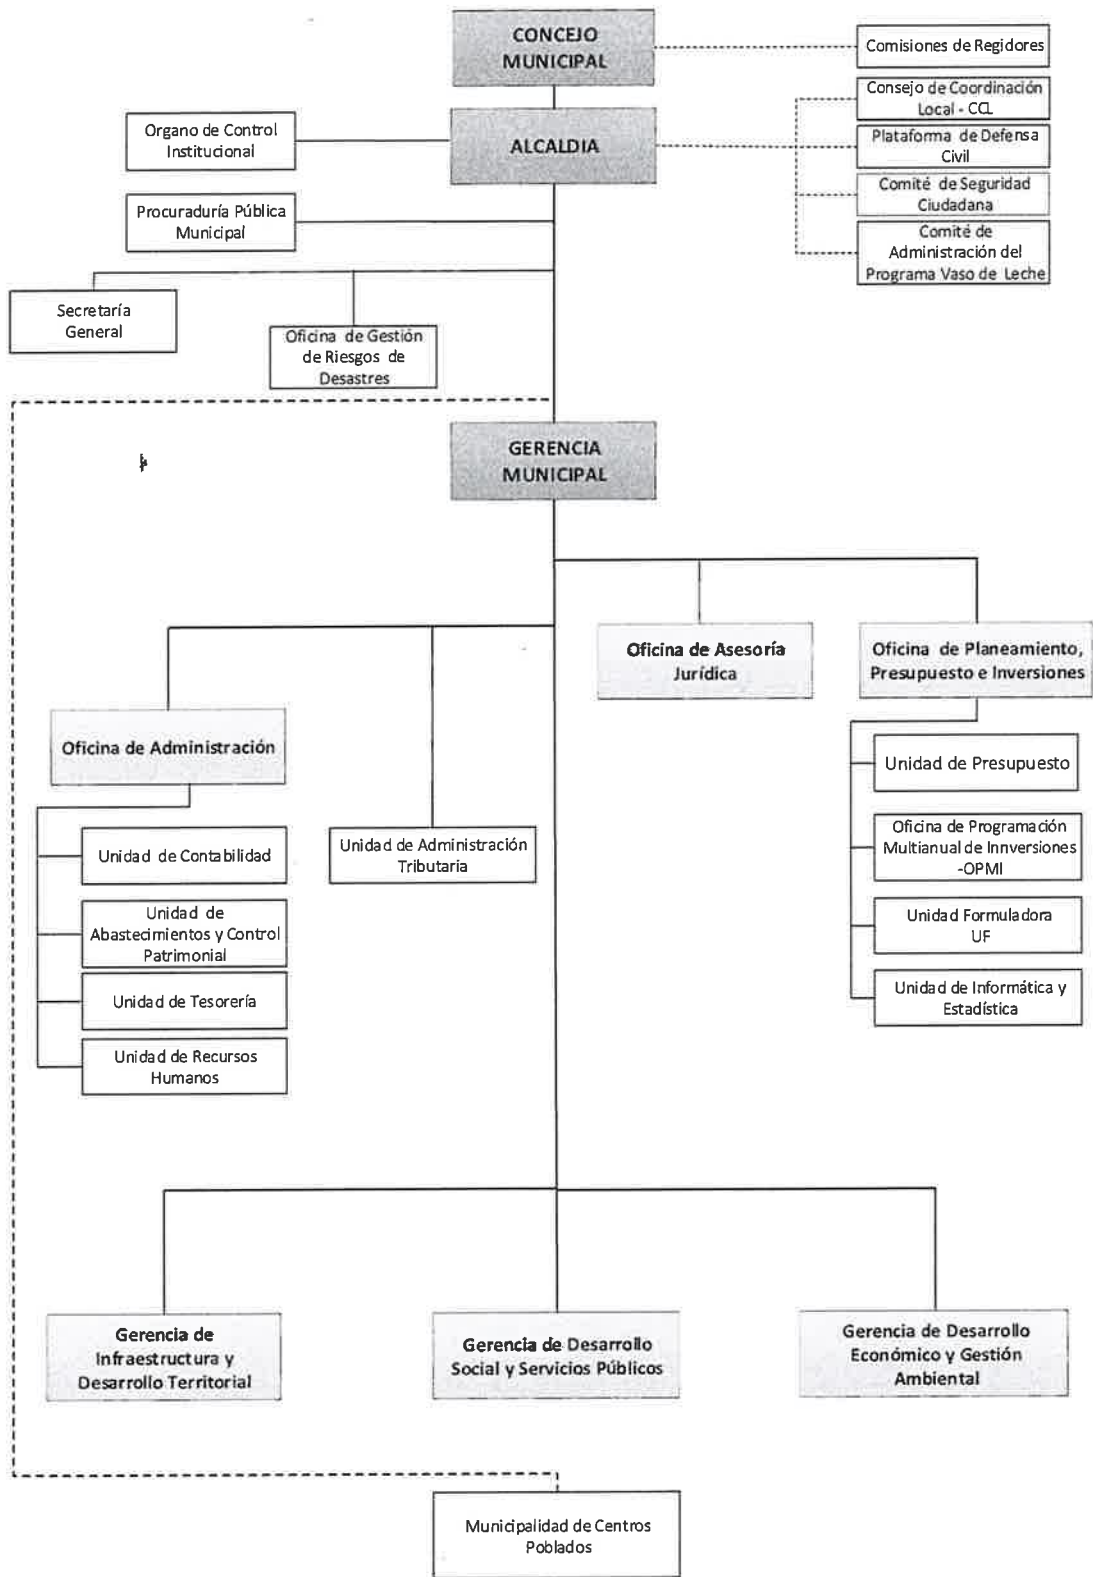 CONCEJO
MUNICIPAL
Comisiones de Regidores
Consejo de Coordinación
Local - CCL
Organo de Control
Institucional
ALCALDIA
Plataforma de Defensa
Civil
Comité de Seguridad
Ciudadana
Procuraduría Pública
Municipal
Comité de
Administración del
Programa Vaso de Leche
Secretaría
General
Oficina de Gestión
de Riesgos de
Desastres
GERENCIA
MUNICIPAL
Oficina de Asesoría
Jurídica
Oficina de Planeamiento,
Presupuesto e Inversiones
Oficina de Administración
Unidad de Presupuesto
Unidad de Contabilidad
Unidad de Administración
Tributaria
Oficina de Programación
Multianual de Innversiones
-OPMI
Unidad de
Abastecimientos y Control
Patrimonial
Unidad Formuladora
UF
Unidad de Tesorería
Unidad de Informática y
Estadística
Unidad de Recursos
Humanos
Gerencia de
Infraestructura y
Desarrollo Territorial
Gerencia de Desarrollo
Social y Servicios Públicos
Gerencia de Desarrollo
Económico y Gestión
Ambiental
Municipalidad de Centros
Poblados